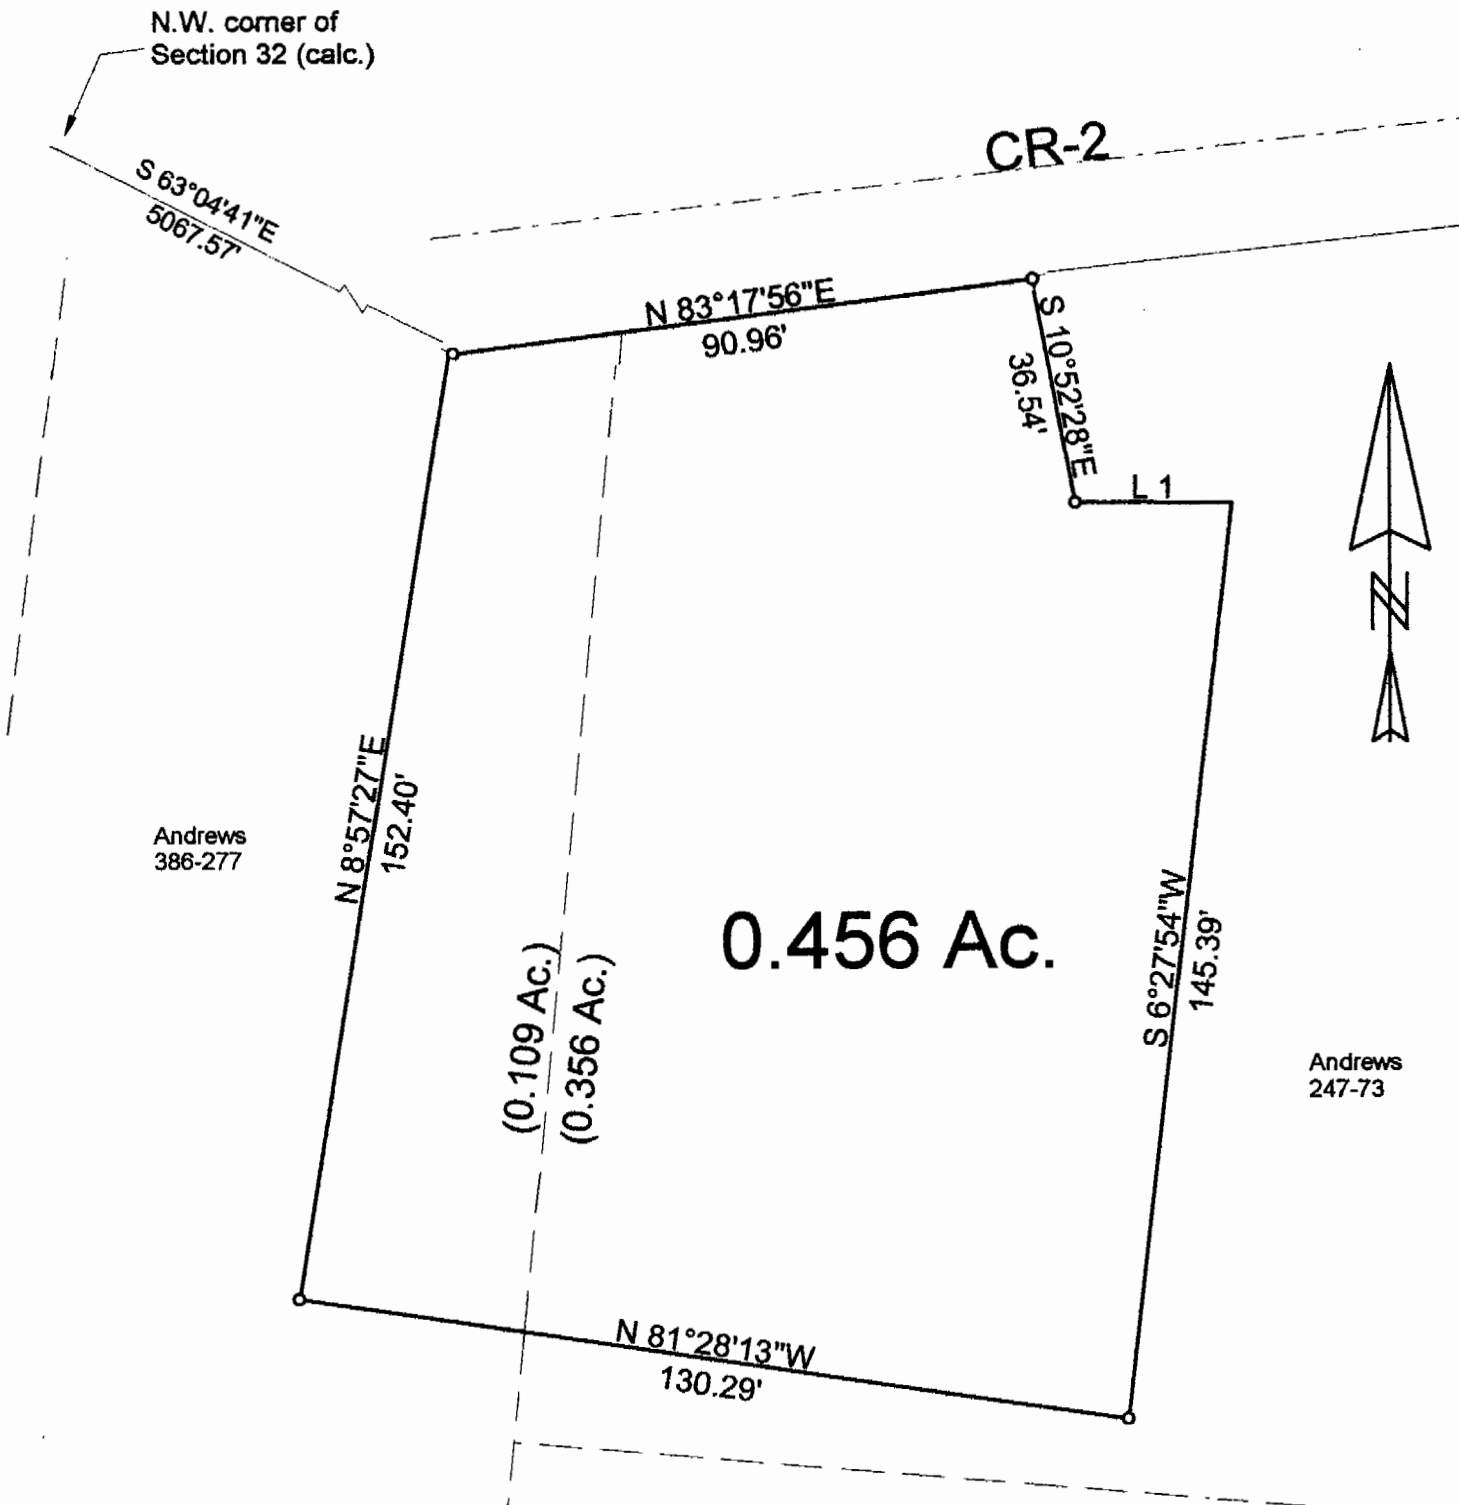 N.W. corner of
Section 32 (calc.)
CR-2
S 63°04'41"E
5067.57'
N 83°17'56"E
90.96'
S 10°52'28"E
36.54'
L 1
N
N 8°57'27"E
152.40'
Andrews
386-277
0.456 Ac.
S 6°27'54"W
145.39'
(0.109 Ac.)
(0.356 Ac.)
Andrews
247-73
N 81°28'13"W
130.29'